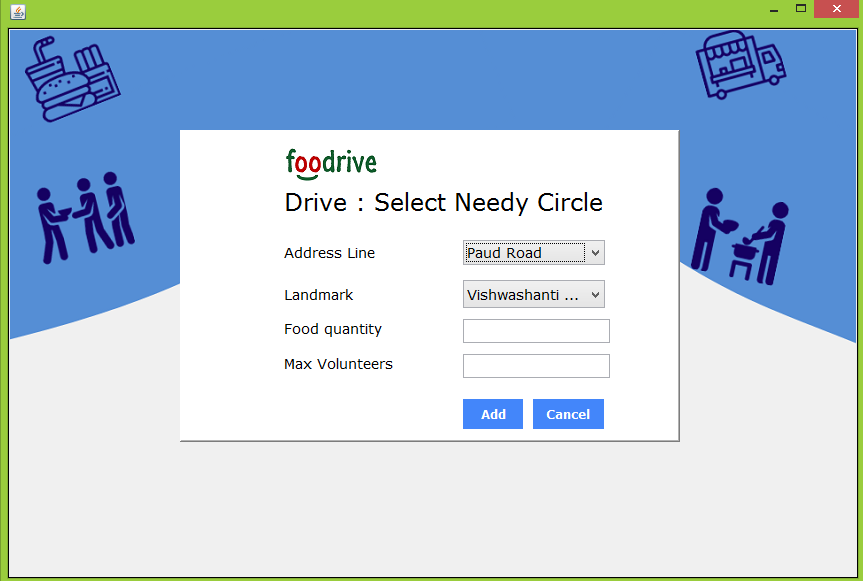 foodrive
Drive : Select Needy Circle
Address Line Paud Road
Landmark Vishwashanti ...
Food quantity
Max Volunteers
Add Cancel